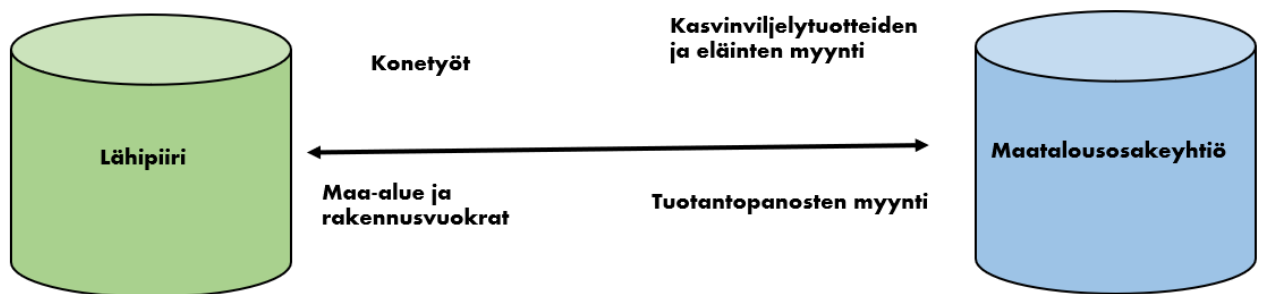 Kasvinviljelytuotteiden
ja eläinten myynti
Konetyöt
Lähipiiri
Maatalousosakeyhtiö
Maa-alue ja
rakennusvuokrat
Tuotantopanosten myynti